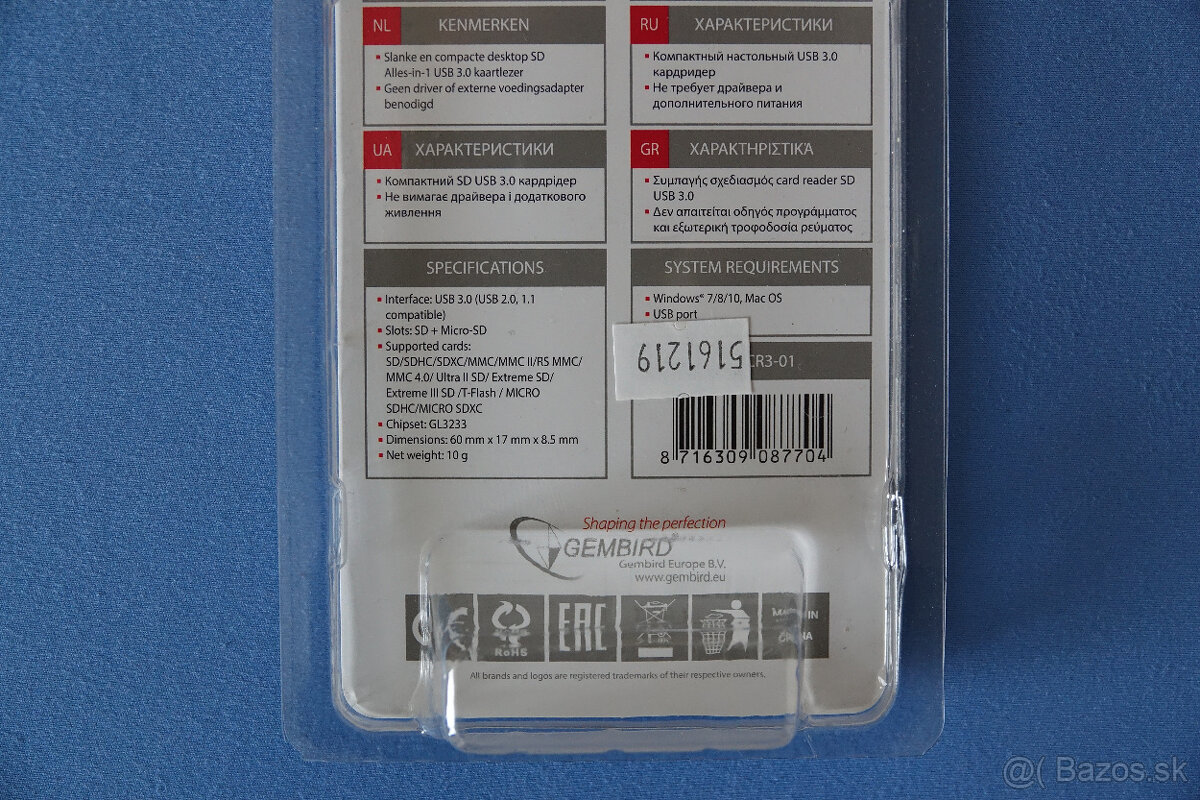 NL KENMERKEN
Slanke en compacte desktop SD
Alles-in-1 USB 3.0 kaartlezer
Geen driver of externe voedingsadapter
benodigd
RU ХАРАКТЕРИСТИКИ
Компактный настольный USB 3.0
кардридер
Не требует драйвера и
дополнительного питания
UA ХАРАКТЕРИСТИКИ
Компактний SD USB 3.0 кардрідер
Не вимагає драйвера і додаткового
живлення
GR ΧΑΡΑΚΤΗΡΙΣΤΙΚΑ
Συμπαγής σχεδιασμός card reader SD
USB 3.0
Δεν απαιτείται οδηγός προγράμματος
και εξωτερική τροφοδοσία ρεύματος
SPECIFICATIONS
Interface: USB 3.0 (USB 2.0, 1.1
compatible)
Slots: SD + Micro-SD
Supported cards:
SD/SDHC/SDXC/MMC/MMC II/RS MMC/
MMC 4.0/ Ultra II SD/ Extreme SD/
Extreme III SD /T-Flash / MICRO
SDHC/MICRO SDXC
Chipset: GL3233
Dimensions: 60 mm x 17 mm x 8.5 mm
Net weight: 10 g
SYSTEM REQUIREMENTS
Windows® 7/8/10, Mac OS
USB port
5161219
CR3-01
8 716309 087704
Shaping the perfection
GEMBIRD®
Gembird Europe B.V.
www.gembird.eu
CE
RoHS
EAC
IN
All brands and logos are registered trademarks of their respective owners.
@( Bazos.sk